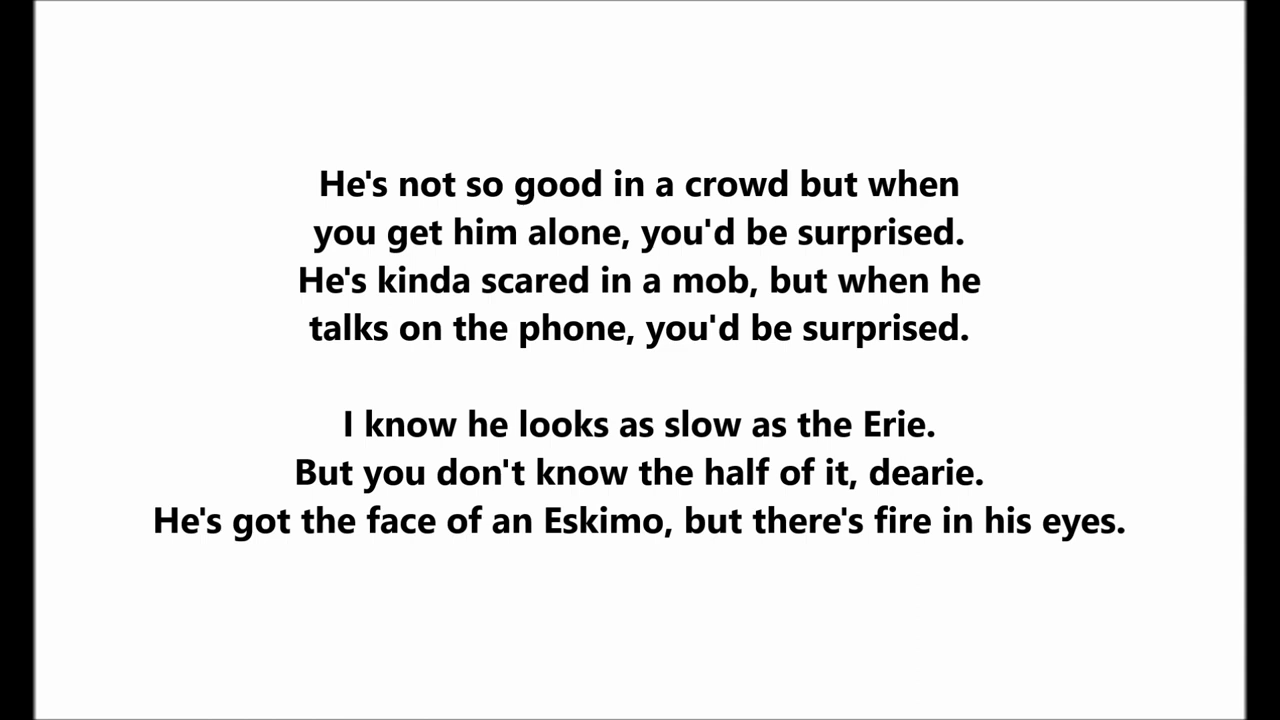 He's not so good in a crowd but when
you get him alone, you'd be surprised.
He's kinda scared in a mob, but when he
talks on the phone, you'd be surprised.
I know he looks as slow as the Erie.
But you don't know the half of it, dearie.
He's got the face of an Eskimo, but there's fire in his eyes.